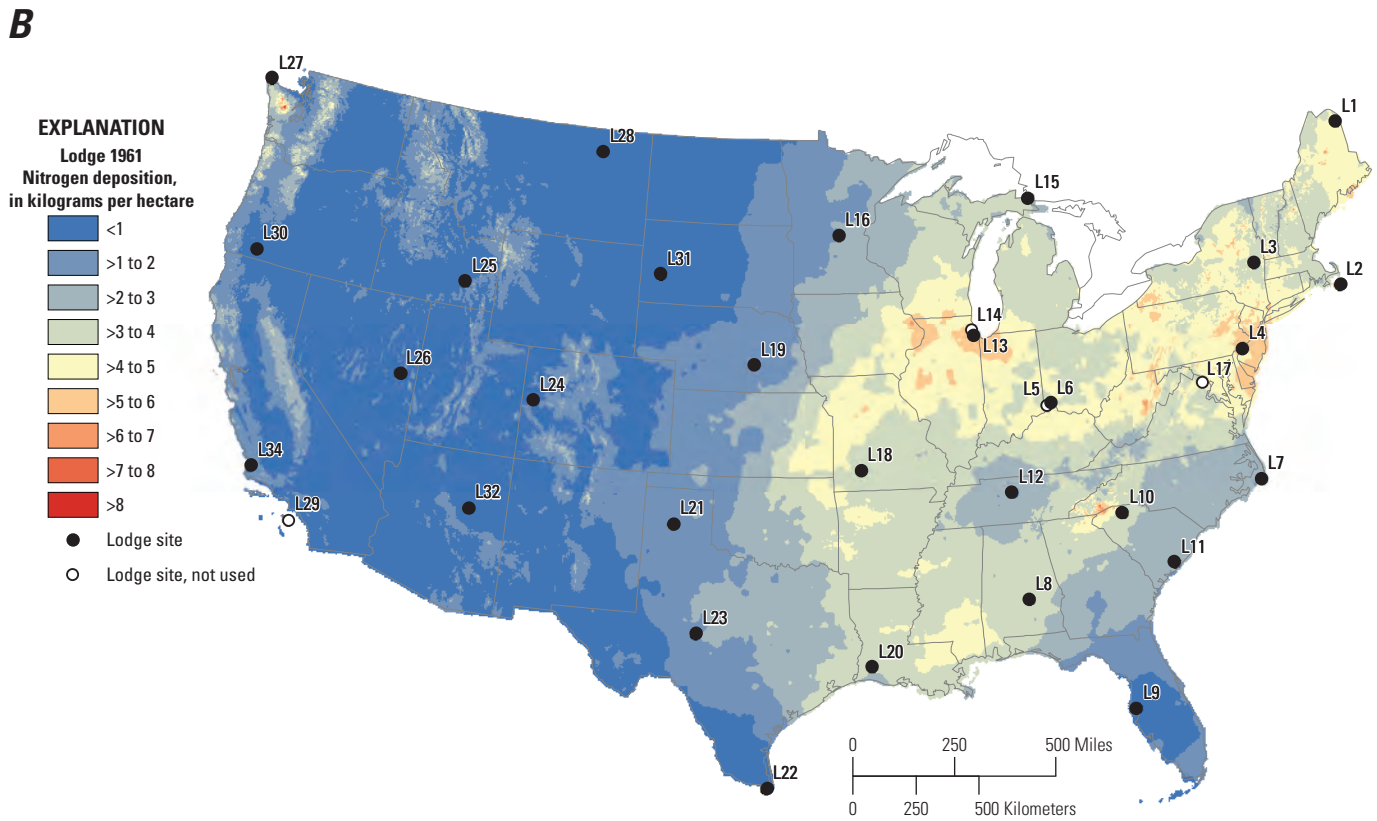 B
EXPLANATION
Lodge 1961
Nitrogen deposition,
in kilograms per hectare
<1
>1 to 2
>2 to 3
>3 to 4
>4 to 5
>5 to 6
>6 to 7
>7 to 8
>8
Lodge site
Lodge site, not used
L27
L1
L28
L15
L16
L30
L3
L25
L31
L2
L14
L13
L4
L19
L26
L17
L24
L5
L6
L34
L18
L7
L12
L32
L29
L10
L21
L11
L8
L23
L20
L9
L22
0 250 500 Miles
0 250 500 Kilometers